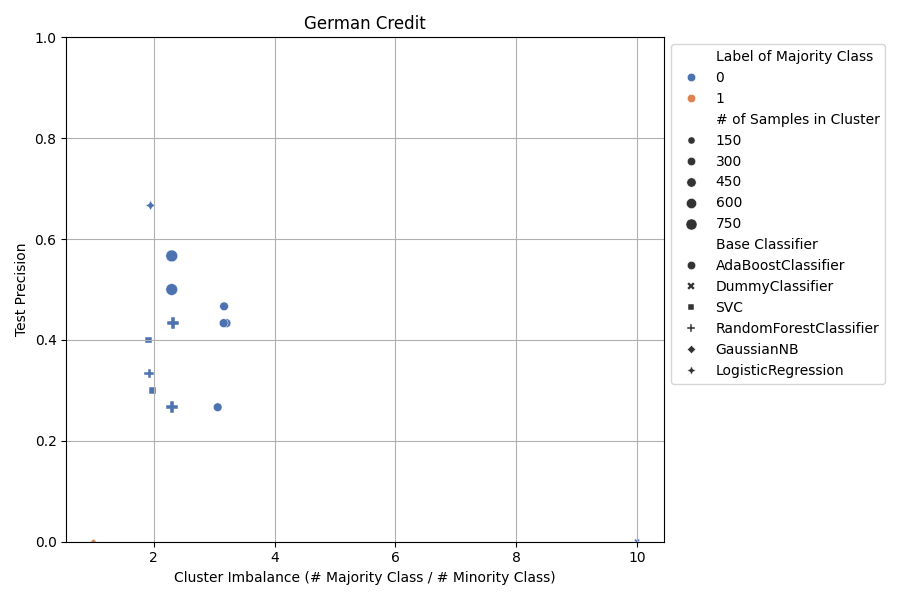 German Credit
1.0
0.8
0.6
0.4
0.2
0.0
Test Precision
2
4
6
8
10
Cluster Imbalance (# Majority Class / # Minority Class)
Label of Majority Class
0
1
# of Samples in Cluster
150
300
450
600
750
Base Classifier
AdaBoostClassifier
DummyClassifier
SVC
RandomForestClassifier
GaussianNB
LogisticRegression